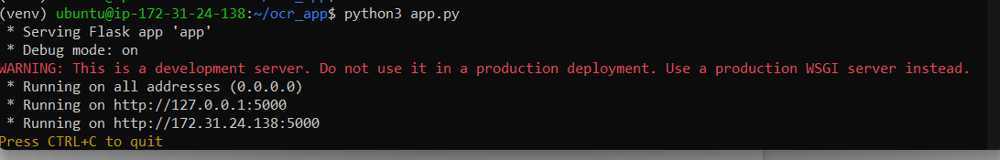 (venv) ubuntu@ip-172-31-24-138:~/ocr_app$ python3 app.py
 * Serving Flask app 'app'
 * Debug mode: on
WARNING: This is a development server. Do not use it in a production deployment. Use a production WSGI server instead.
 * Running on all addresses (0.0.0.0)
 * Running on http://127.0.0.1:5000
 * Running on http://172.31.24.138:5000
Press CTRL+C to quit